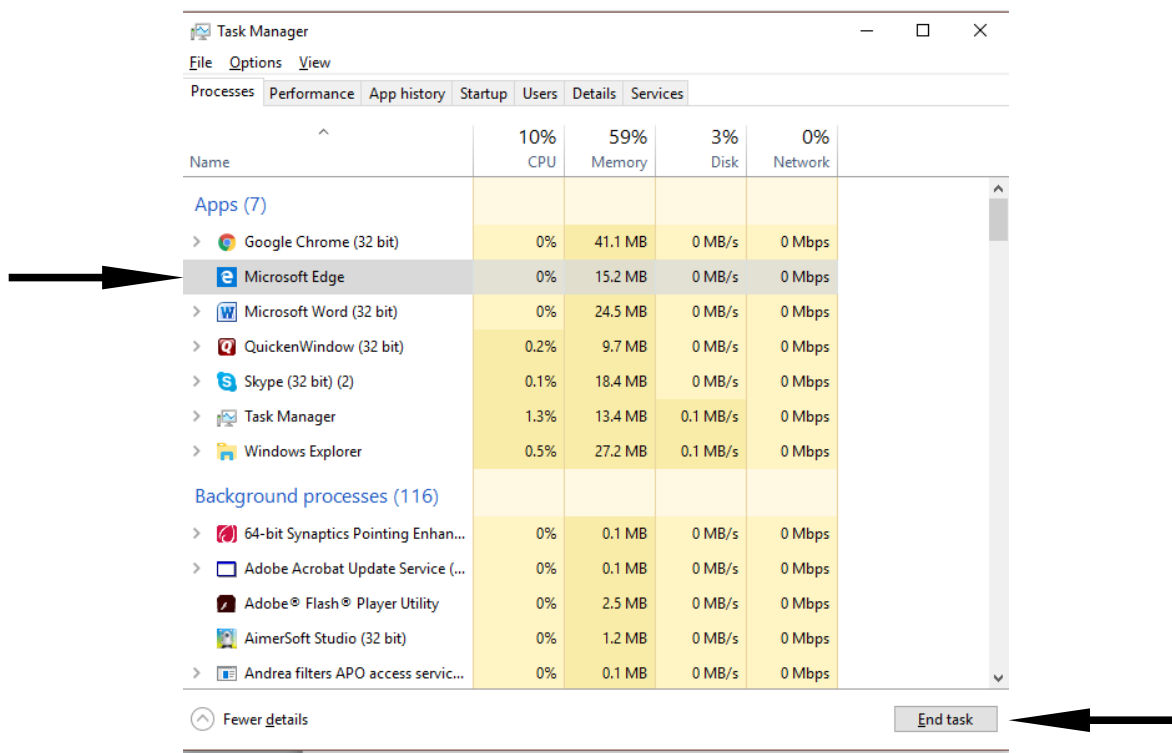 Task Manager
File Options View
Processes Performance App history Startup Users Details Services
10% 59% 3% 0%
Name CPU Memory Disk Network
Apps (7)
Google Chrome (32 bit) 0% 41.1 MB 0 MB/s 0 Mbps
Microsoft Edge 0% 15.2 MB 0 MB/s 0 Mbps
Microsoft Word (32 bit) 0% 24.5 MB 0 MB/s 0 Mbps
QuickenWindow (32 bit) 0.2% 9.7 MB 0 MB/s 0 Mbps
Skype (32 bit) (2) 0.1% 18.4 MB 0 MB/s 0 Mbps
Task Manager 1.3% 13.4 MB 0.1 MB/s 0 Mbps
Windows Explorer 0.5% 27.2 MB 0.1 MB/s 0 Mbps
Background processes (116)
64-bit Synaptics Pointing Enhan... 0% 0.1 MB 0 MB/s 0 Mbps
Adobe Acrobat Update Service (... 0% 0.1 MB 0 MB/s 0 Mbps
Adobe® Flash® Player Utility 0% 2.5 MB 0 MB/s 0 Mbps
AimerSoft Studio (32 bit) 0% 1.2 MB 0 MB/s 0 Mbps
Andrea filters APO access servic... 0% 0.1 MB 0 MB/s 0 Mbps
Fewer details End task